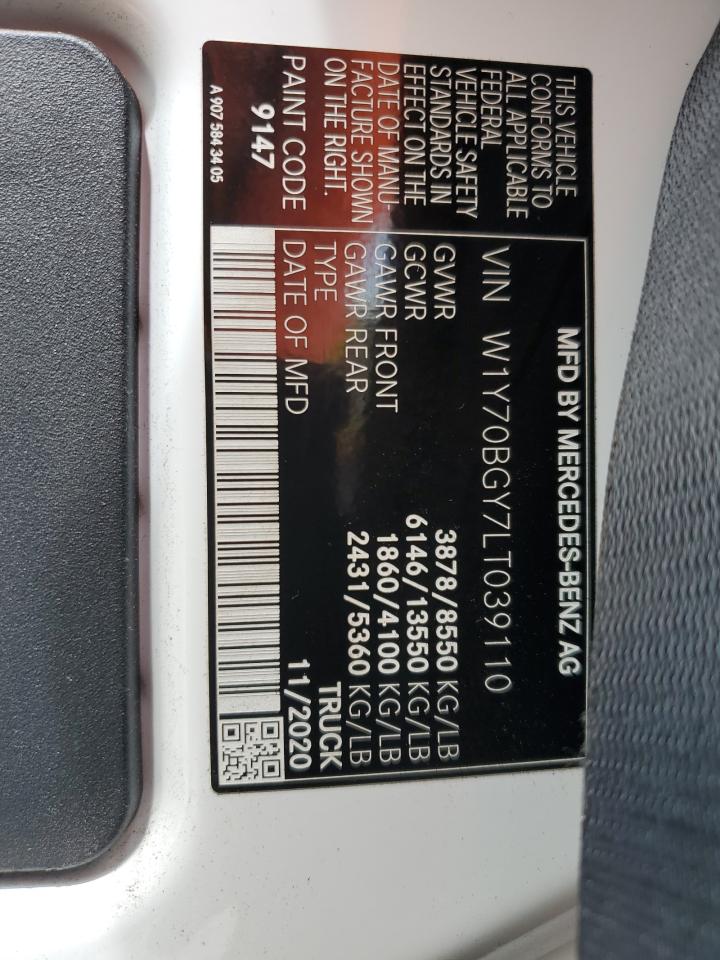 THIS VEHICLE
CONFORMS TO
ALL APPLICABLE
FEDERAL
VEHICLE SAFETY
STANDARDS IN
EFFECT ON THE
DATE OF MANU-
FACTURE SHOWN
ON THE RIGHT.
PAINT CODE
9147
A 907 584 34 05
MFD BY MERCEDES-BENZ AG
VIN W1Y70BGY7LT039110
GVWR 3878/8550 KG/LB
GCWR 6146/13550 KG/LB
GAWR FRONT 1860/4100 KG/LB
GAWR REAR 2431/5360 KG/LB
TYPE TRUCK
DATE OF MFD 11/2020